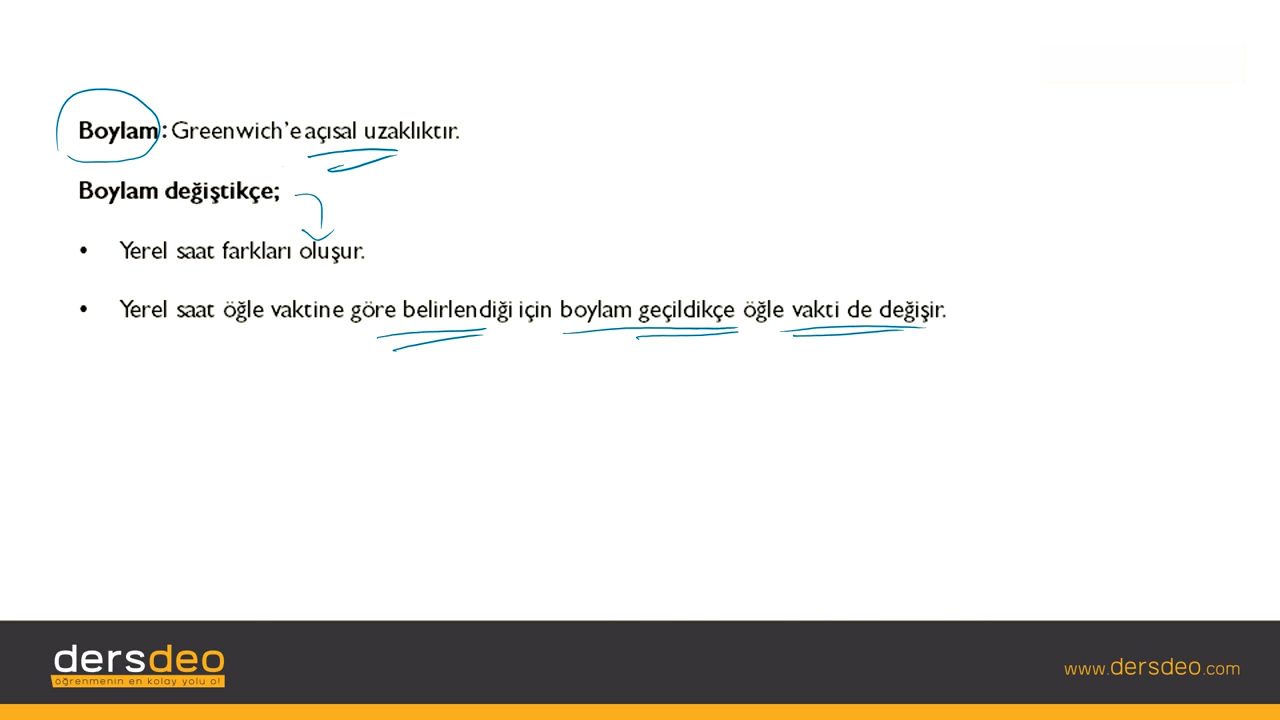 Boylam: Greenwich’e açısal uzaklıktır.
Boylam değiştikçe;
• Yerel saat farkları oluşur.
• Yerel saat öğle vaktine göre belirlendiği için boylam geçildikçe öğle vakti de değişir.
dersdeo
öğrenmenin en kolay yolu o!
www.dersdeo.com